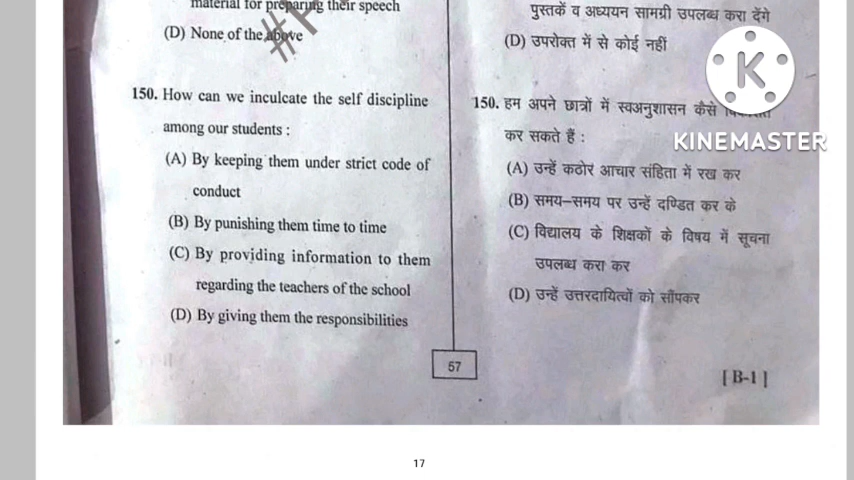 material for preparing their speech
(D) None of the above
150. How can we inculcate the self discipline
among our students :
(A) By keeping them under strict code of
conduct
(B) By punishing them time to time
(C) By providing information to them
regarding the teachers of the school
(D) By giving them the responsibilities
पुस्तकें व अध्ययन सामग्री उपलब्ध करा देंगे
(D) उपरोक्त में से कोई नहीं
150. हम अपने छात्रों में स्वअनुशासन कैसे
कर सकते हैं :
(A) उन्हें कठोर आचार संहिता में रख कर
(B) समय–समय पर उन्हें दण्डित कर के
(C) विद्यालय के शिक्षकों के विषय में सूचना
उपलब्ध करा कर
(D) उन्हें उत्तरदायित्वों को सौंपकर
57
[ B-1 ]
K
KINEMASTER
17